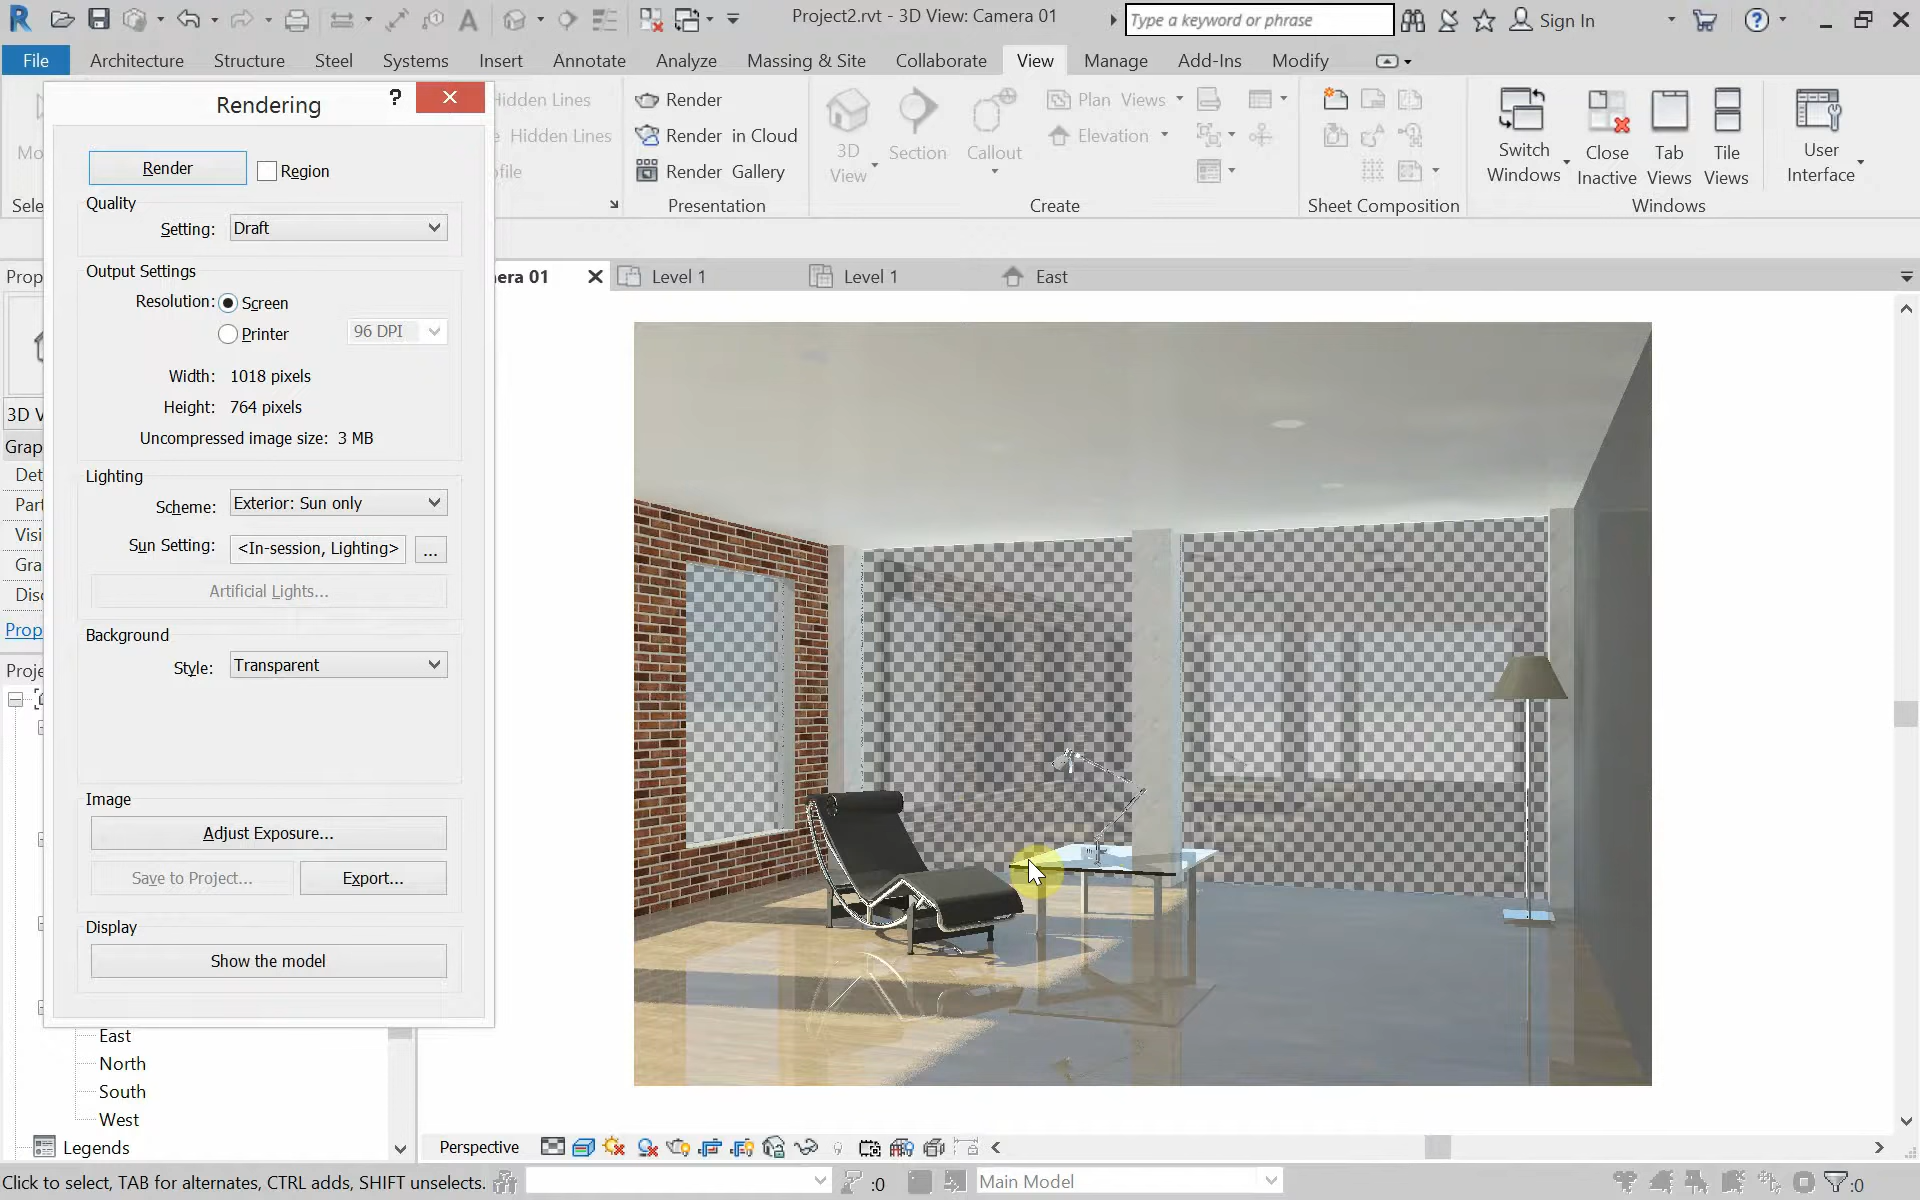 Project2.rvt - 3D View: Camera 01
Type a keyword or phrase
Sign In
File
Architecture
Structure
Steel
Systems
Insert
Annotate
Analyze
Massing & Site
Collaborate
View
Manage
Add-Ins
Modify
Rendering
Hidden Lines
Hidden Lines
Render
Render in Cloud
Render Gallery
Presentation
3D View
Section
Callout
Plan Views
Elevation
Create
Sheet Composition
Switch Windows
Close Inactive
Tab Views
Tile Views
Windows
User Interface
Render
Region
Quality
Setting: Draft
Output Settings
Resolution: Screen
Printer
96 DPI
Width: 1018 pixels
Height: 764 pixels
Uncompressed image size: 3 MB
Lighting
Scheme: Exterior: Sun only
Sun Setting: <In-session, Lighting> ...
Artificial Lights...
Background
Style: Transparent
Image
Adjust Exposure...
Save to Project...
Export...
Display
Show the model
era 01
Level 1
Level 1
East
Prop
3D V
Grap
Det
Part
Visi
Gra
Disc
Prop
Proje
East
North
South
West
Legends
Perspective
Click to select, TAB for alternates, CTRL adds, SHIFT unselects.
:0
Main Model
:0